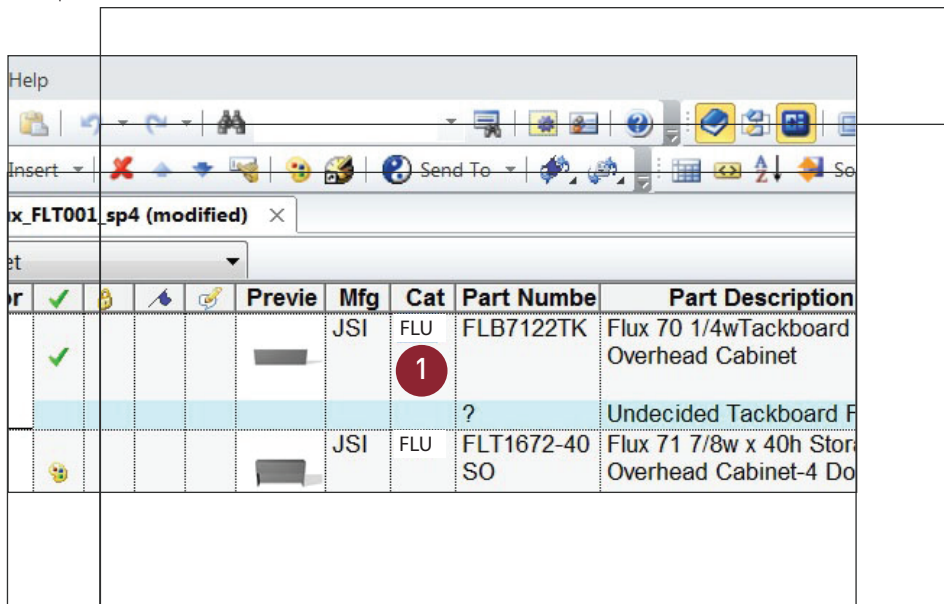 Help
Insert
Send To
So
ux_FLT001_sp4 (modified)
et
or Previe Mfg Cat Part Numbe Part Description
JSI FLU FLB7122TK Flux 70 1/4wTackboard
Overhead Cabinet
1
? Undecided Tackboard F
JSI FLU FLT1672-40 Flux 71 7/8w x 40h Stora
SO Overhead Cabinet-4 Do